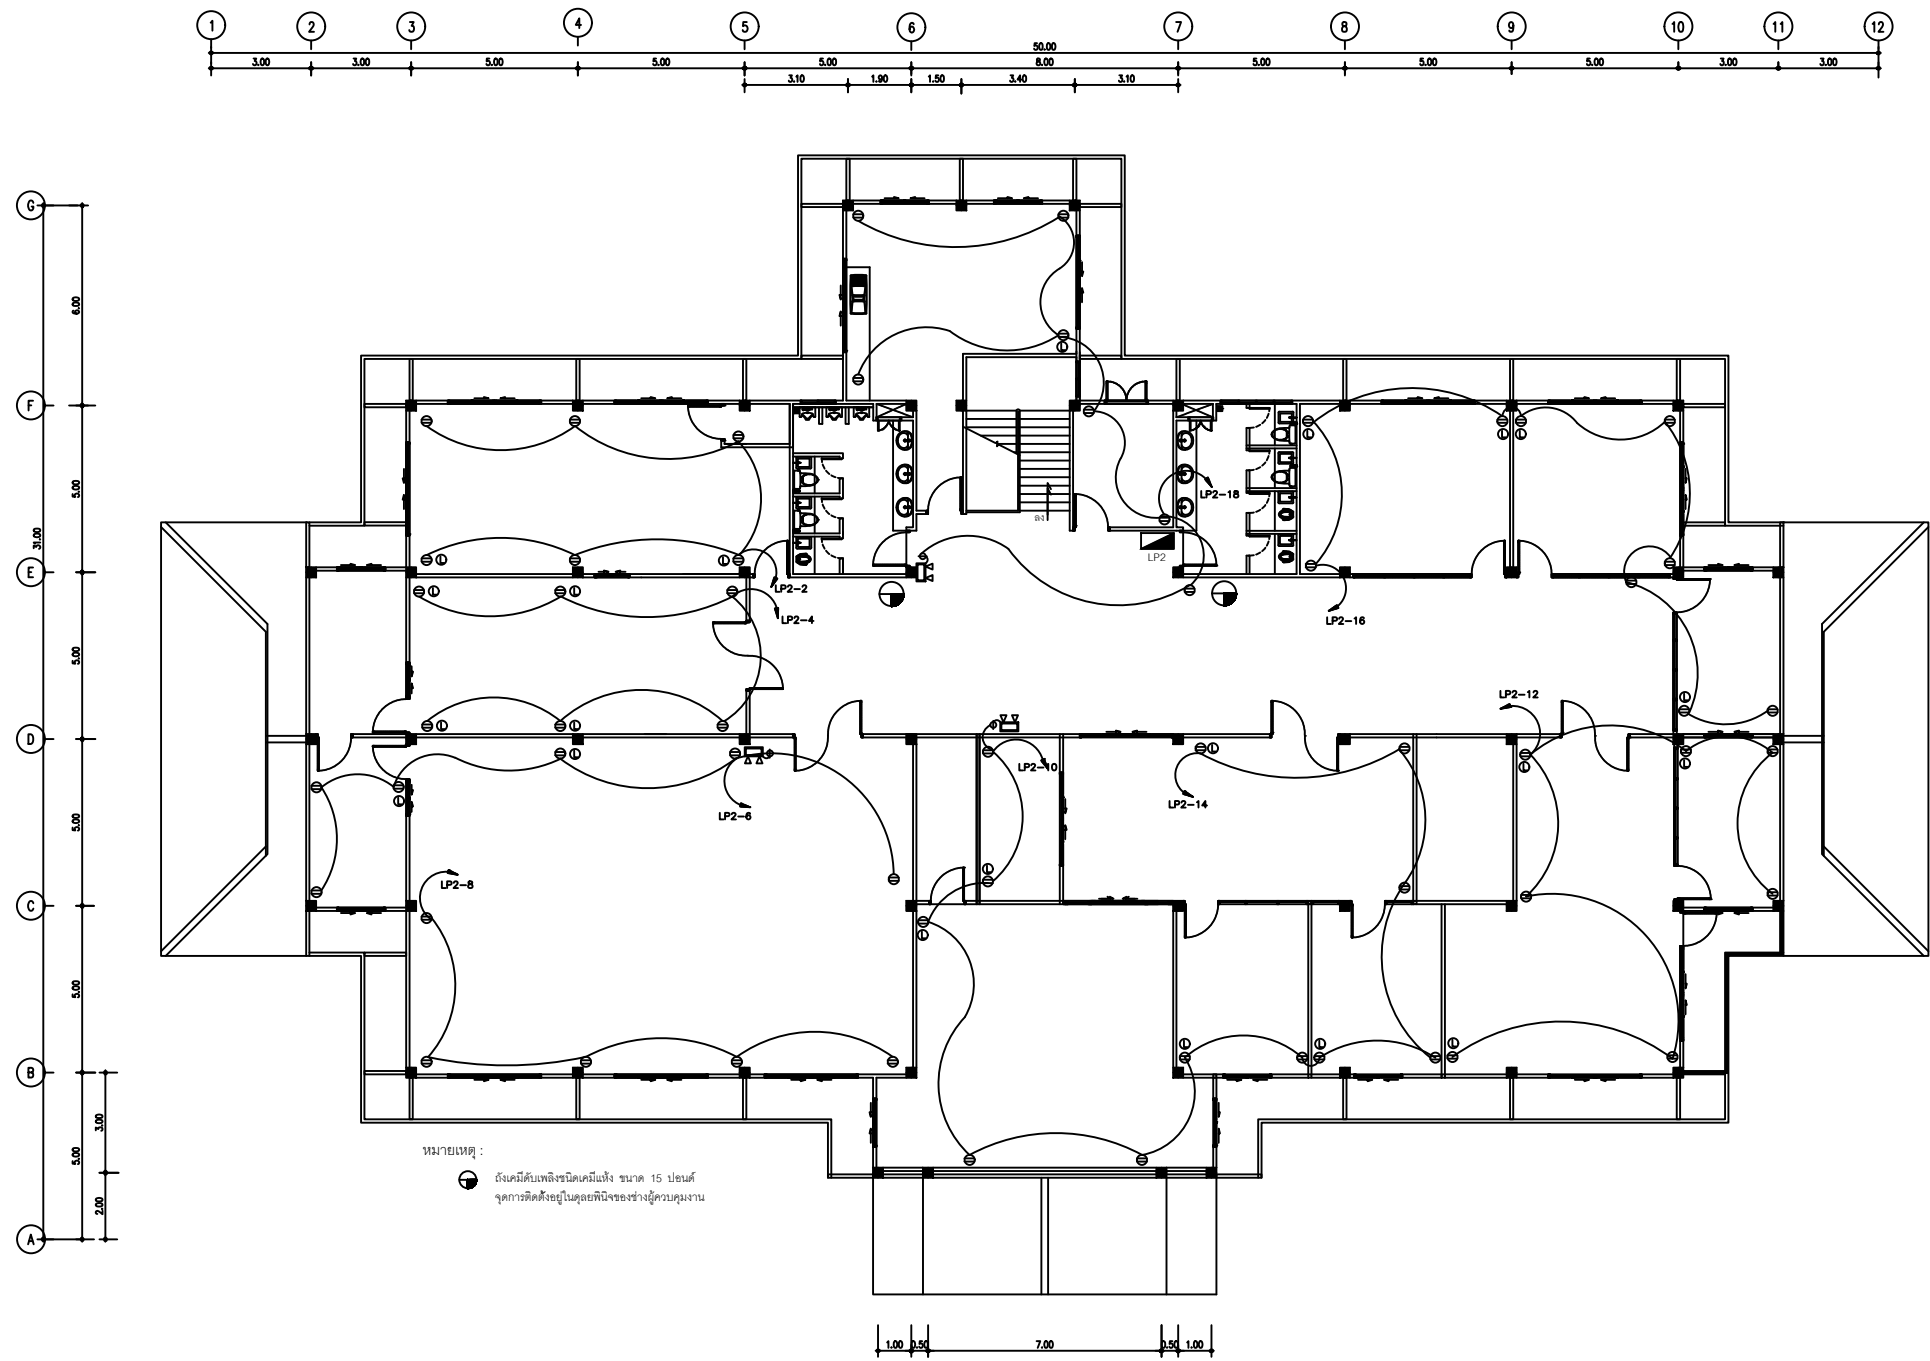 1 2 3 4 5 6 7 8 9 10 11 12
50.00
3.00 3.00 5.00 5.00 5.00 8.00 5.00 5.00 5.00 3.00 3.00
3.10 1.90 1.50 3.40 3.10
G
6.00
F
LP2-18
5.00
ลง
31.00
LP2
E
LP2-2
LP2-4
LP2-16
5.00
LP2-12
D
LP2-10
LP2-14
LP2-6
5.00
LP2-8
C
5.00
B
3.00
5.00
หมายเหตุ :
ถังเคมีดับเพลิงชนิดเคมีแห้ง ขนาด 15 ปอนด์
จุดการติดตั้งอยู่ในดุลยพินิจของช่างผู้ควบคุมงาน
2.00
A
1.00 0.50 7.00 0.50 1.00